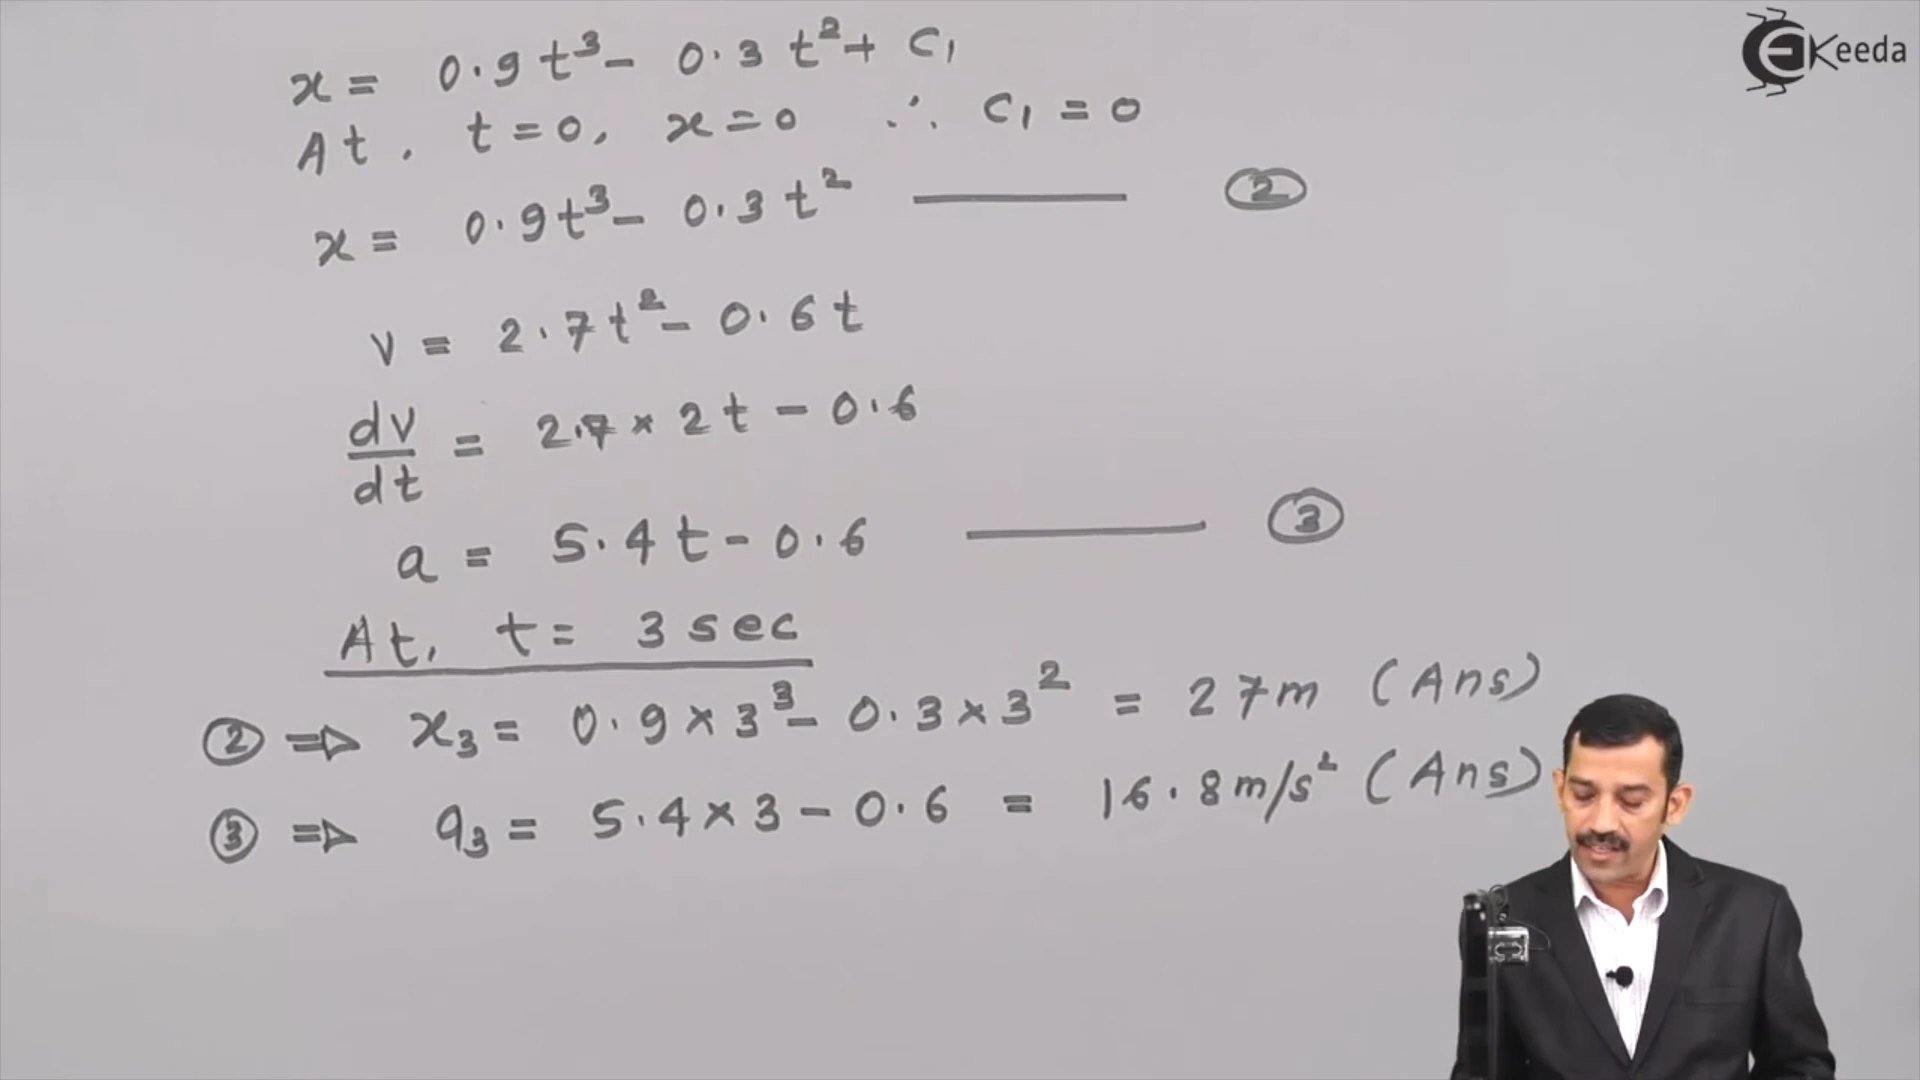 x = 0.9t³ - 0.3t² + C₁
At, t=0, x=0 ∴ C₁ = 0
x = 0.9t³ - 0.3t² ——— ②
v = 2.7t² - 0.6t
dv/dt = 2.7 × 2t - 0.6
a = 5.4t - 0.6 ——— ③
At, t = 3 sec
② ⇒ x₃ = 0.9 × 3³ - 0.3 × 3² = 27m (Ans)
③ ⇒ a₃ = 5.4 × 3 - 0.6 = 16.8 m/s² (Ans)
EKeeda